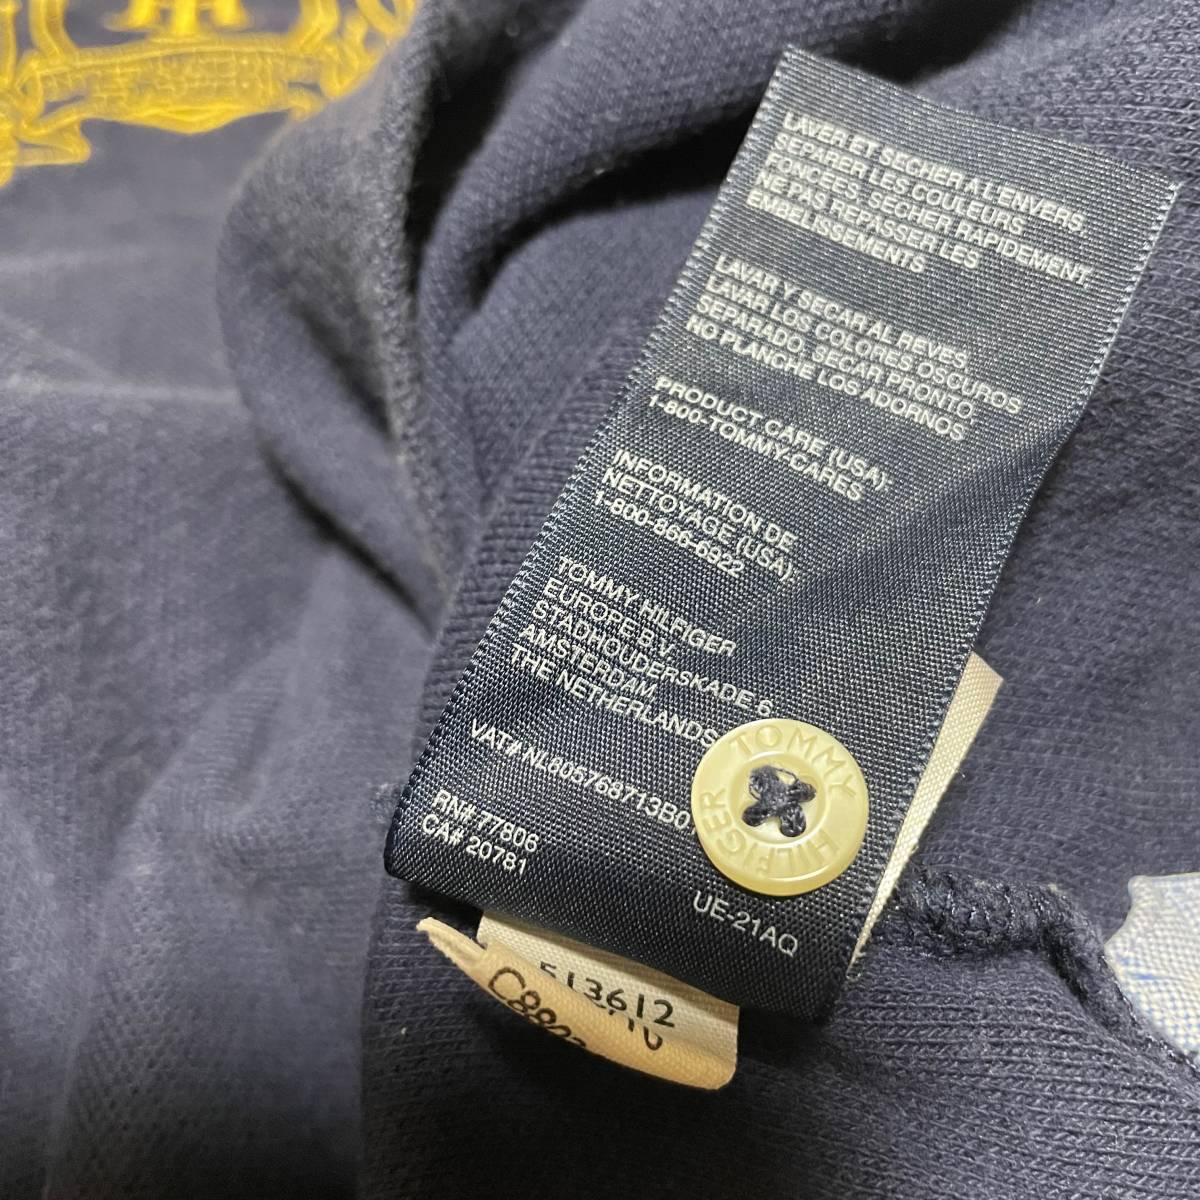 LAVER ET SECHER A L'ENVERS.
SEPARER LES COULEURS
FONCEES, SECHER RAPIDEMENT,
NE PAS REPASSER LES
EMBELISSEMENTS
LAVAR Y SECAR AL REVES,
LAVAR LOS COLORES OSCUROS
SEPARADO, SECAR PRONTO,
NO PLANCHE LOS ADORNOS
PRODUCT CARE (USA):
1-800-TOMMY.CARES
INFORMATION DE
NETTOYAGE (USA):
1-800-866-6922
TOMMY HILFIGER
EUROPE B.V.
STADHOUDERSKADE 6,
AMSTERDAM,
THE NETHERLANDS
VAT# NL805768713B0
RN# 77806
CA# 20781
UE-21AQ
TOMMY
HILFIGER
513612